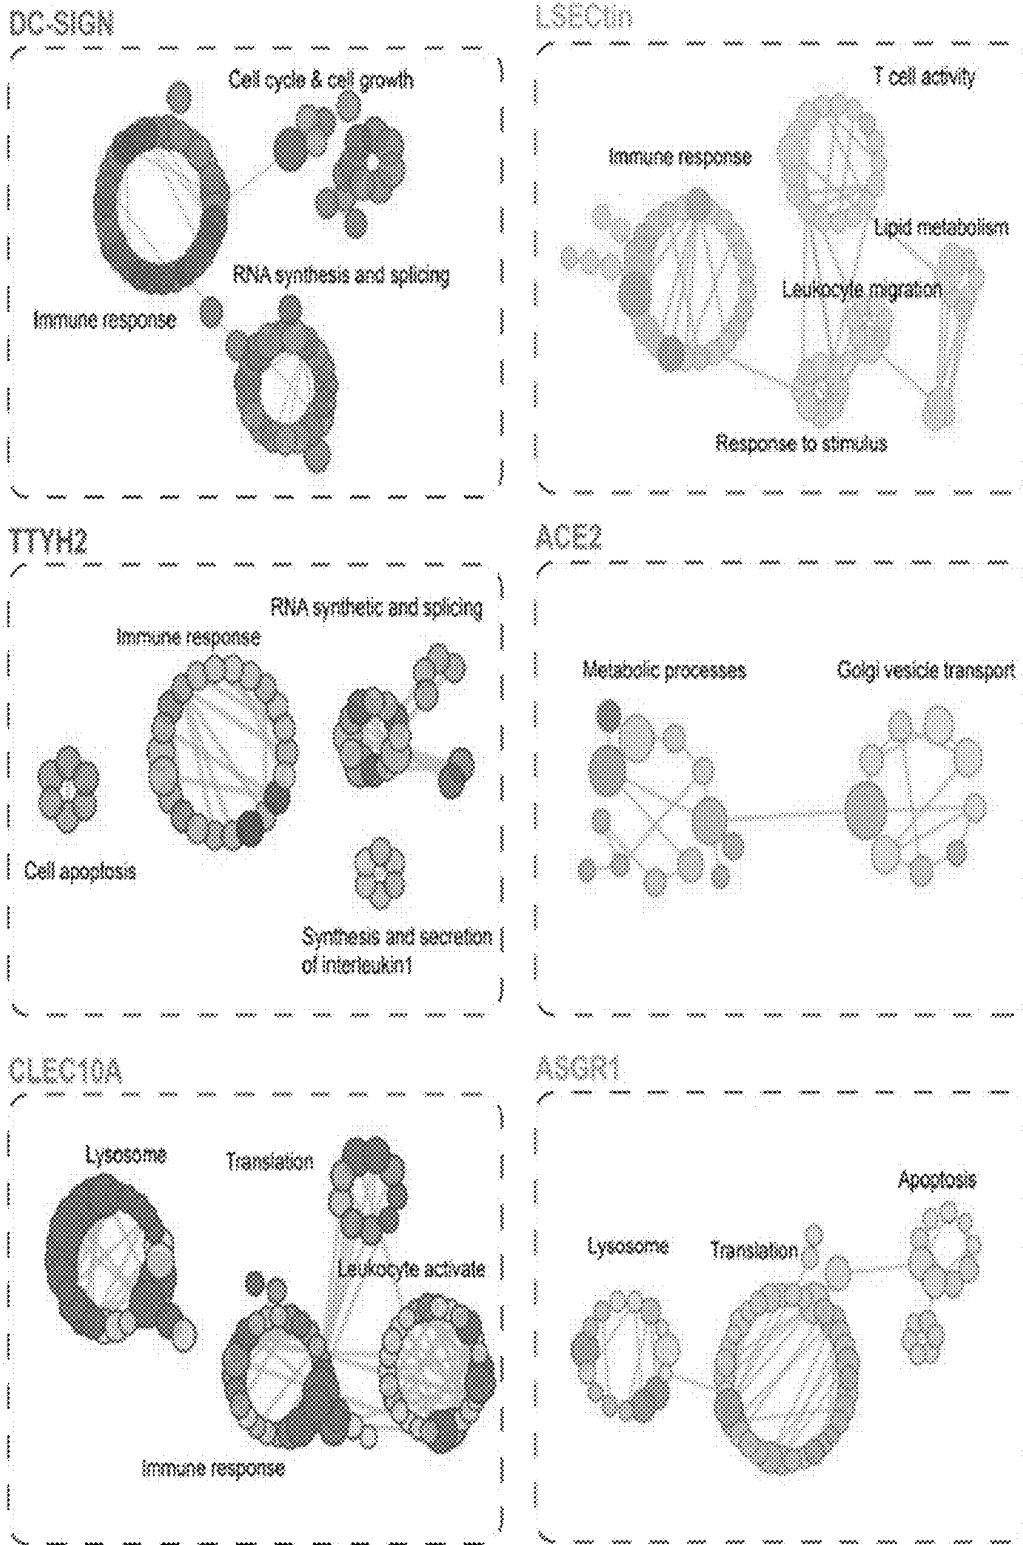 DC-SIGN
Cell cycle & cell growth
RNA synthesis and splicing
Immune response
LSECtin
T cell activity
Immune response
Lipid metabolism
Leukocyte migration
Response to stimulus
TTYH2
RNA synthetic and splicing
Immune response
Cell apoptosis
Synthesis and secretion
of interleukin1
ACE2
Metabolic processes
Golgi vesicle transport
CLEC10A
Lysosome
Translation
Leukocyte activate
Immune response
ASGR1
Apoptosis
Lysosome
Translation